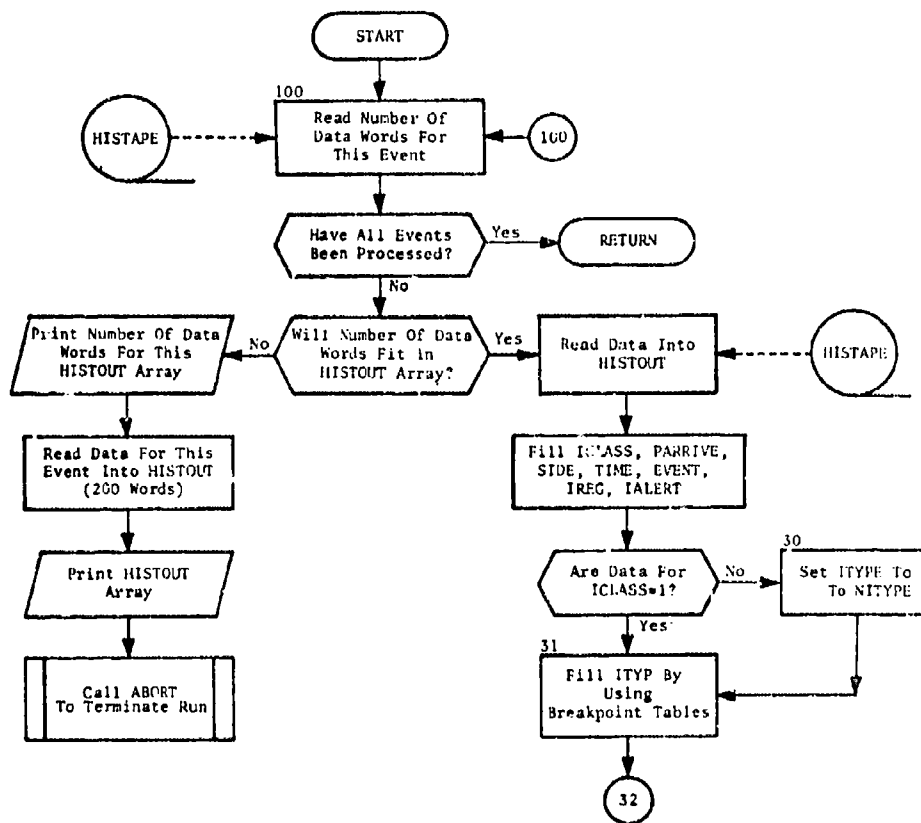 START
100
Read Number Of
Data Words For
This Event
HISTAPE
100
Have All Events
Been Processed?
Yes
RETURN
No
Print Number Of Data
Words For This
HISTOUT Array
No
Will Number Of Data
Words Fit In
HISTOUT Array?
Yes
Read Data Into
HISTOUT
HISTAPE
Read Data For This
Event Into HISTOUT
(200 Words)
Fill ICLASS, PARRIVE,
SIDE, TIME, EVENT,
IREG, IALERT
Print HISTOUT
Array
Are Data For
ICLASS=1?
No
30
Set ITYPE To
To NITYPE
Yes
31
Call ABORT
To Terminate Run
Fill ITYP By
Using
Breakpoint Tables
32